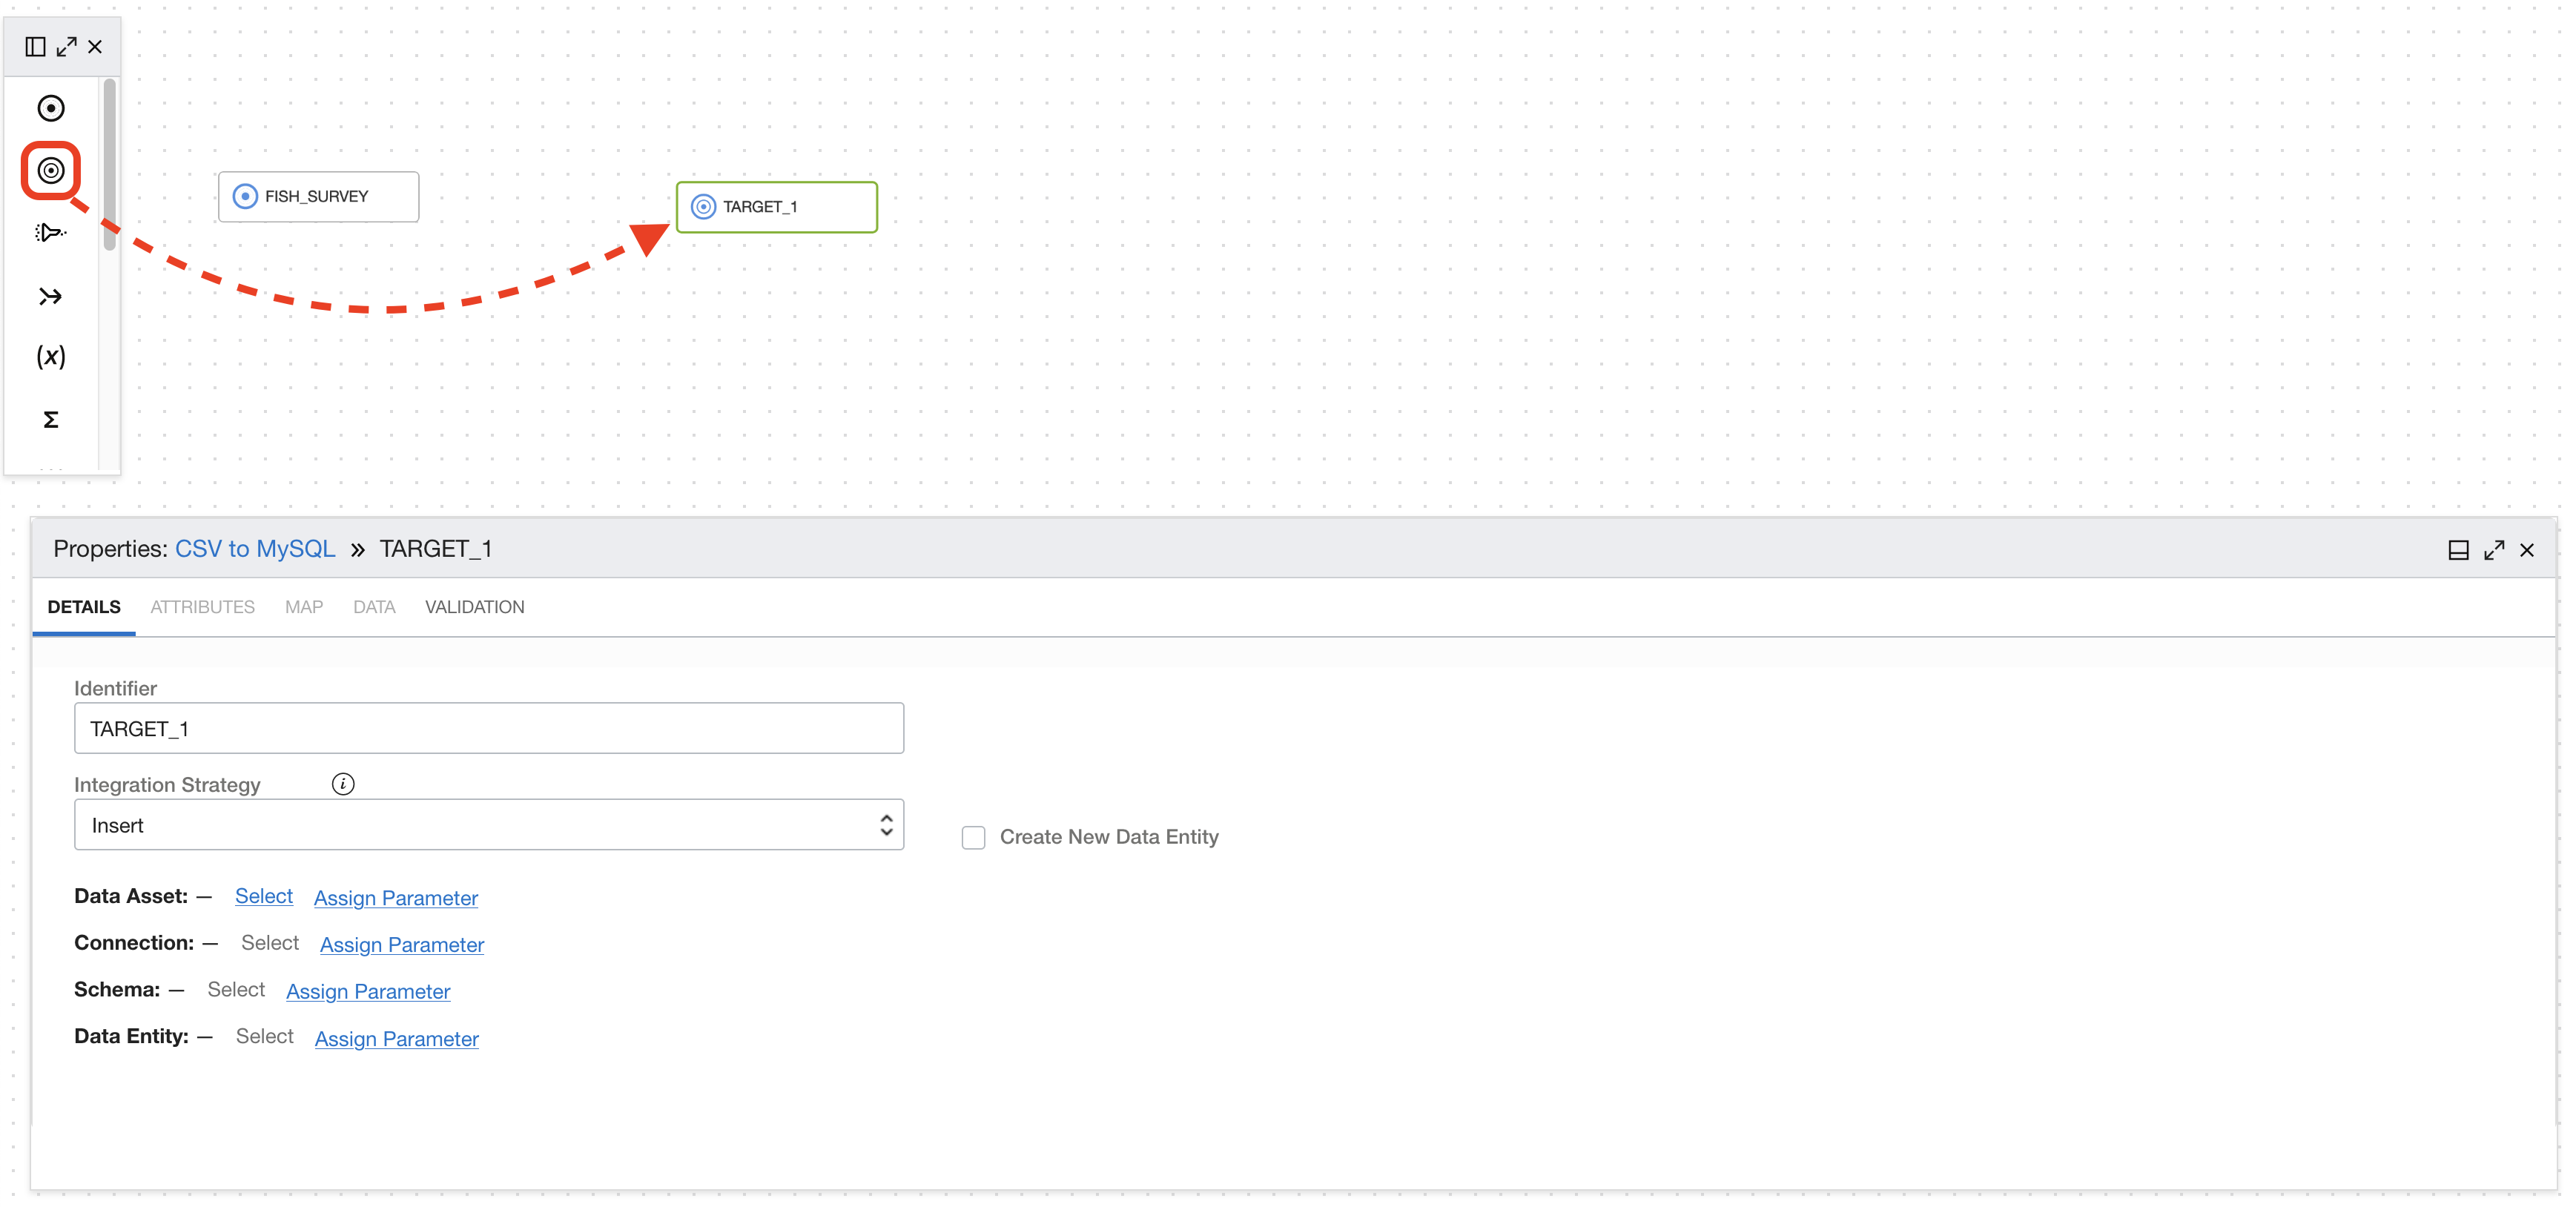 (x)
Σ
FISH_SURVEY
TARGET_1
Properties: CSV to MySQL » TARGET_1
DETAILS ATTRIBUTES MAP DATA VALIDATION
Identifier
TARGET_1
Integration Strategy i
Insert
Create New Data Entity
Data Asset: — Select Assign Parameter
Connection: — Select Assign Parameter
Schema: — Select Assign Parameter
Data Entity: — Select Assign Parameter